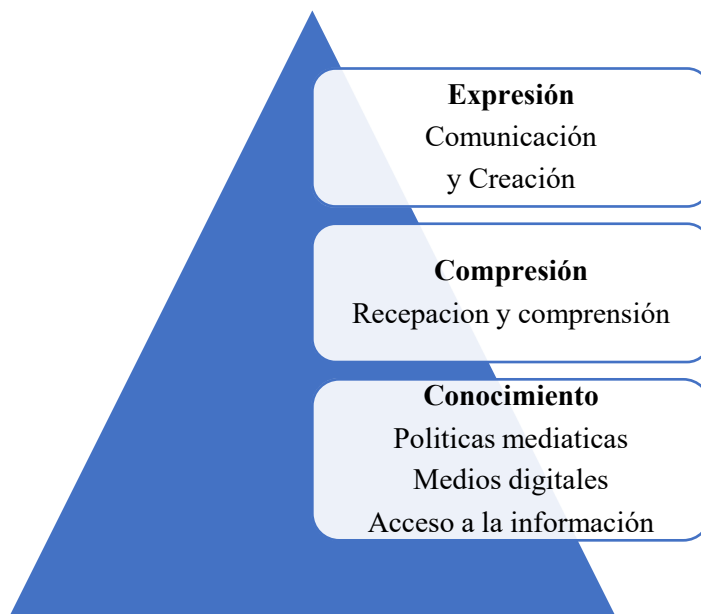 Expresión
Comunicación
y Creación
Compresión
Recepacion y comprensión
Conocimiento
Politicas mediaticas
Medios digitales
Acceso a la información